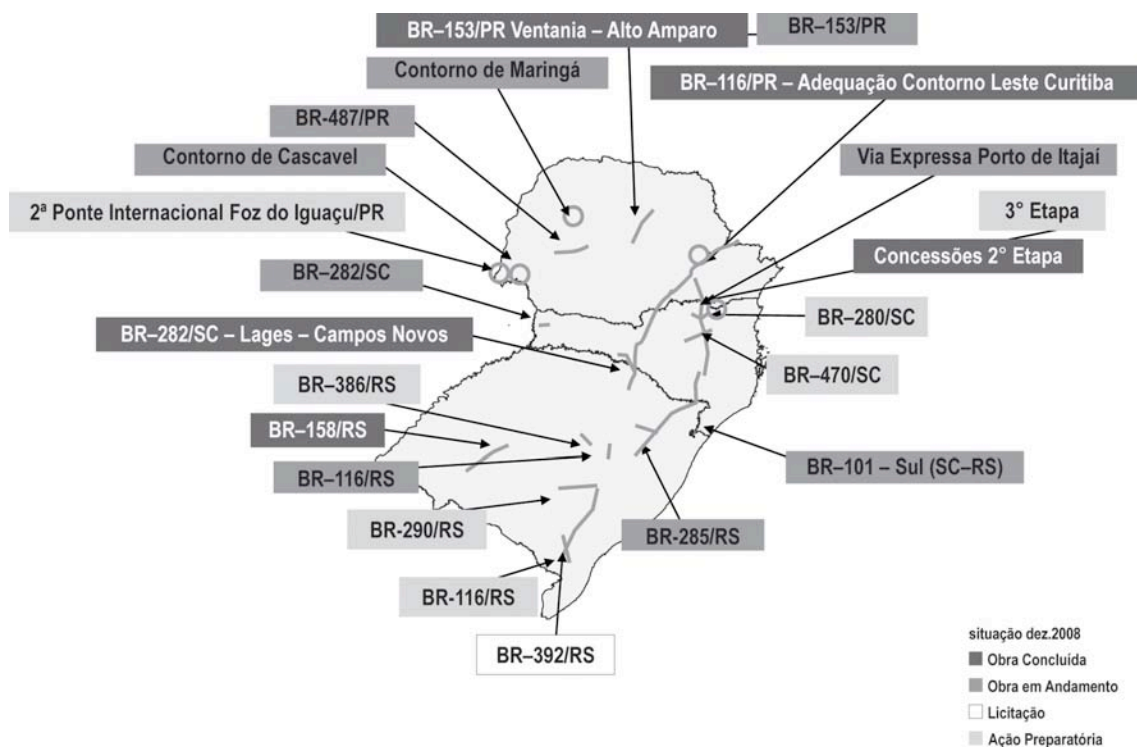 BR–153/PR Ventania – Alto Amparo
BR–153/PR
Contorno de Maringá
BR–116/PR – Adequação Contorno Leste Curitiba
BR-487/PR
Contorno de Cascavel
Via Expressa Porto de Itajaí
2ª Ponte Internacional Foz do Iguaçu/PR
3° Etapa
Concessões 2° Etapa
BR–282/SC
BR–280/SC
BR–282/SC – Lages – Campos Novos
BR–470/SC
BR–386/RS
BR–158/RS
BR–116/RS
BR–101 – Sul (SC–RS)
BR-290/RS
BR-285/RS
BR-116/RS
BR–392/RS
situação dez.2008
Obra Concluída
Obra em Andamento
Licitação
Ação Preparatória